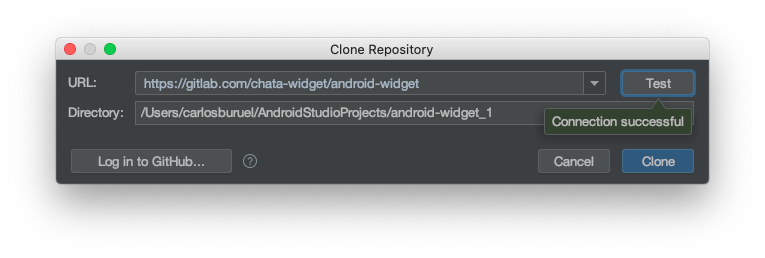 Clone Repository
URL: https://gitlab.com/chata-widget/android-widget Test
Directory: /Users/carlosburuel/AndroidStudioProjects/android-widget_1
Connection successful
Log in to GitHub... ? Cancel Clone